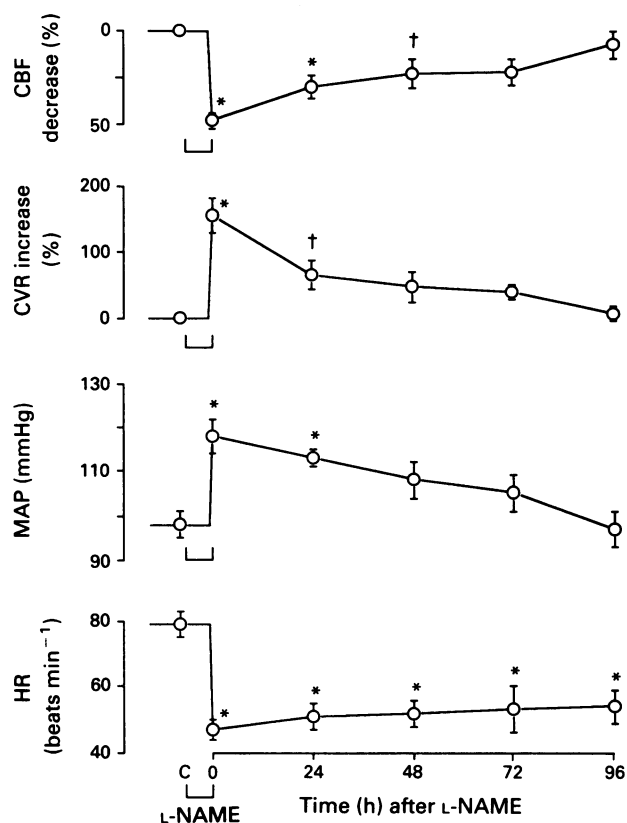 CBF
decrease (%)
0
50
*
*
†
CVR increase
(%)
200
100
0
*
†
MAP (mmHg)
130
110
90
*
*
HR
(beats min⁻¹)
80
60
40
*
*
*
*
*
C 0 24 48 72 96
L-NAME
Time (h) after L-NAME